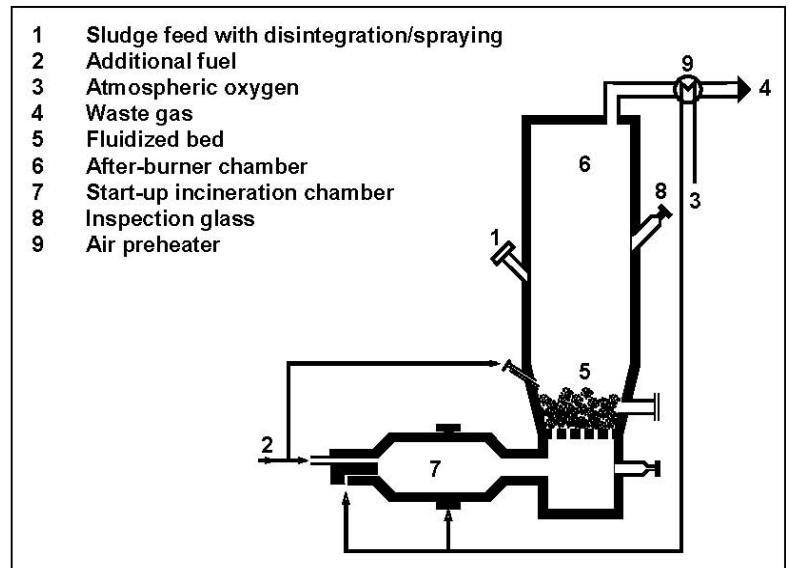 1 Sludge feed with disintegration/spraying
2 Additional fuel
3 Atmospheric oxygen
4 Waste gas
5 Fluidized bed
6 After-burner chamber
7 Start-up incineration chamber
8 Inspection glass
9 Air preheater
9
4
6
8
3
1
5
2
7